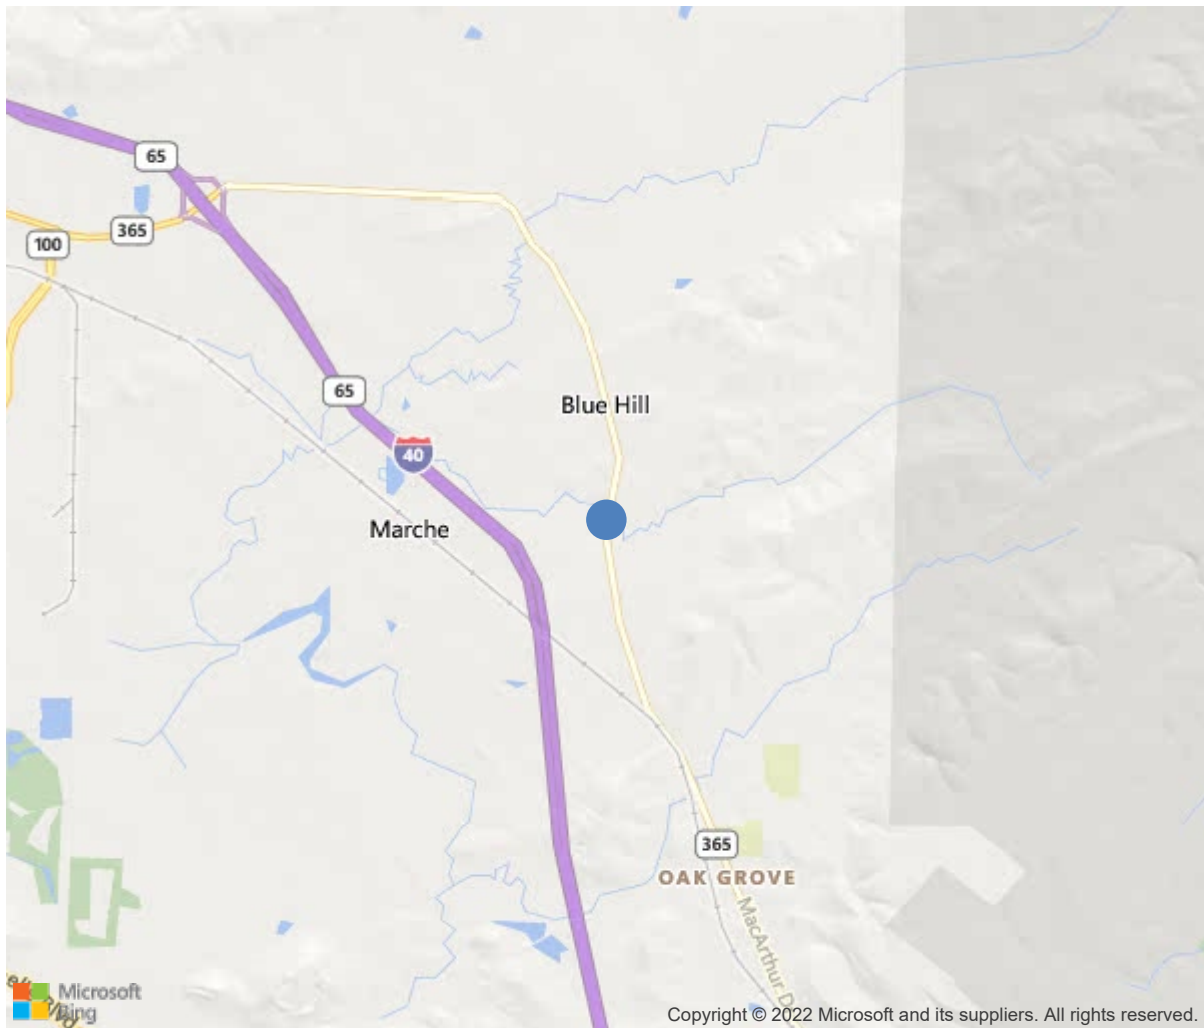 65
365
100
65
Blue Hill
40
Marche
365
OAK GROVE
MacArthur D
Microsoft
Bing
Copyright © 2022 Microsoft and its suppliers. All rights reserved.